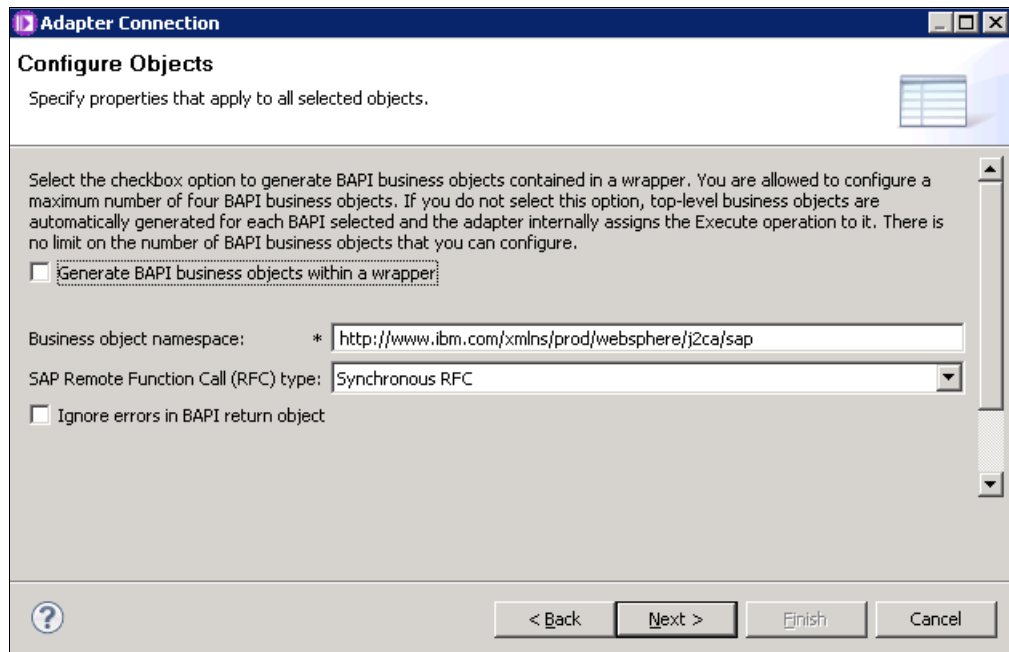 Adapter Connection
Configure Objects
Specify properties that apply to all selected objects.
Select the checkbox option to generate BAPI business objects contained in a wrapper. You are allowed to configure a
maximum number of four BAPI business objects. If you do not select this option, top-level business objects are
automatically generated for each BAPI selected and the adapter internally assigns the Execute operation to it. There is
no limit on the number of BAPI business objects that you can configure.
Generate BAPI business objects within a wrapper
Business object namespace: * http://www.ibm.com/xmlns/prod/websphere/j2ca/sap
SAP Remote Function Call (RFC) type: Synchronous RFC
Ignore errors in BAPI return object
? < Back Next > Finish Cancel